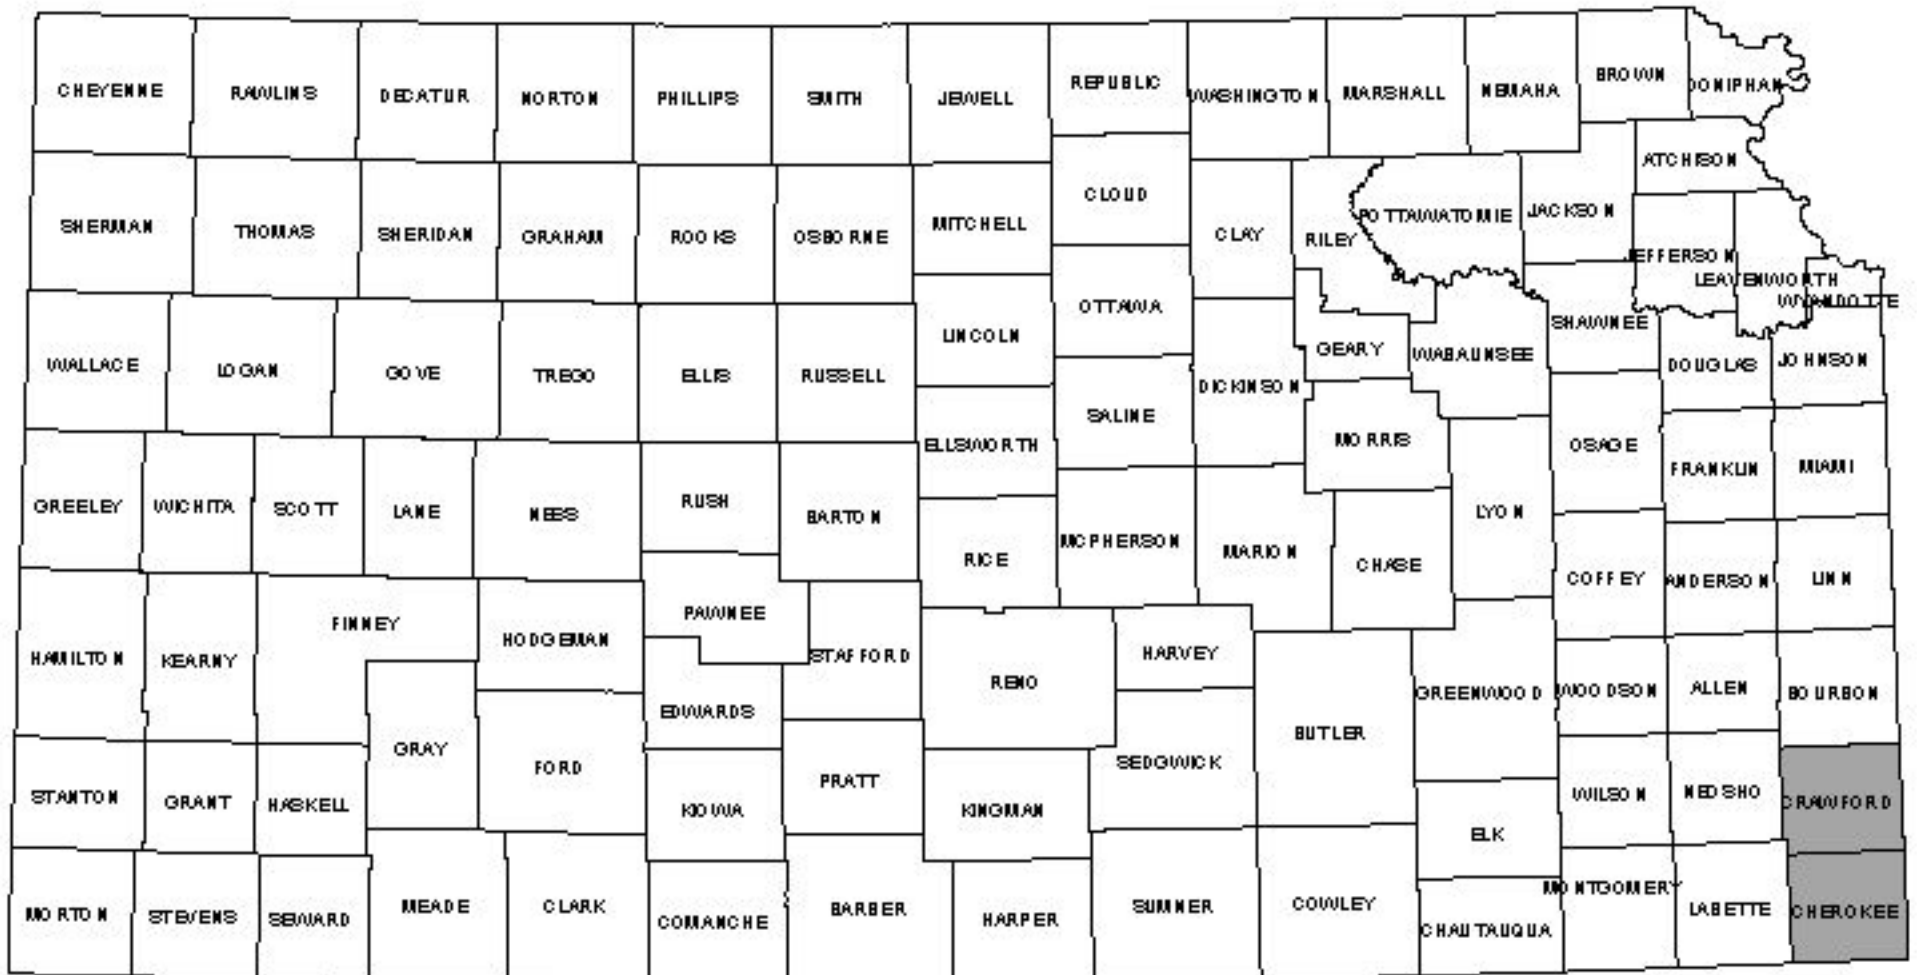 CHEYENNE
RAWLINS
DECATUR
NORTON
PHILLIPS
SMITH
JEWELL
REPUBLIC
WASHINGTON
MARSHALL
NEMAHA
BROWN
DONIPHAN
SHERMAN
THOMAS
SHERIDAN
GRAHAM
ROOKS
OSBORNE
MITCHELL
CLOUD
CLAY
RILEY
POTTAWATOMIE
JACKSON
ATCHISON
JEFFERSON
LEAVENWORTH
WYANDOTTE
WALLACE
LOGAN
GOVE
TREGO
ELLIS
RUSSELL
LINCOLN
OTTAWA
DICKINSON
GEARY
WABAUNSEE
SHAWNEE
DOUGLAS
JOHNSON
ELLSWORTH
SALINE
MORRIS
OSAGE
FRANKLIN
MIAMI
GREELEY
WICHITA
SCOTT
LANE
NESS
RUSH
BARTON
RICE
MCPHERSON
MARION
CHASE
LYON
COFFEY
ANDERSON
LINN
HAMILTON
KEARNY
FINNEY
HODGEMAN
PAWNEE
STAFFORD
RENO
HARVEY
GREENWOOD
WOODSON
ALLEN
BOURBON
GRAY
FORD
EDWARDS
PRATT
SEDGWICK
BUTLER
STANTON
GRANT
HASKELL
KIOWA
KINGMAN
ELK
WILSON
NEOSHO
CRAWFORD
MORTON
STEVENS
SEWARD
MEADE
CLARK
COMANCHE
BARBER
HARPER
SUMNER
COWLEY
CHAUTAUQUA
MONTGOMERY
LABETTE
CHEROKEE